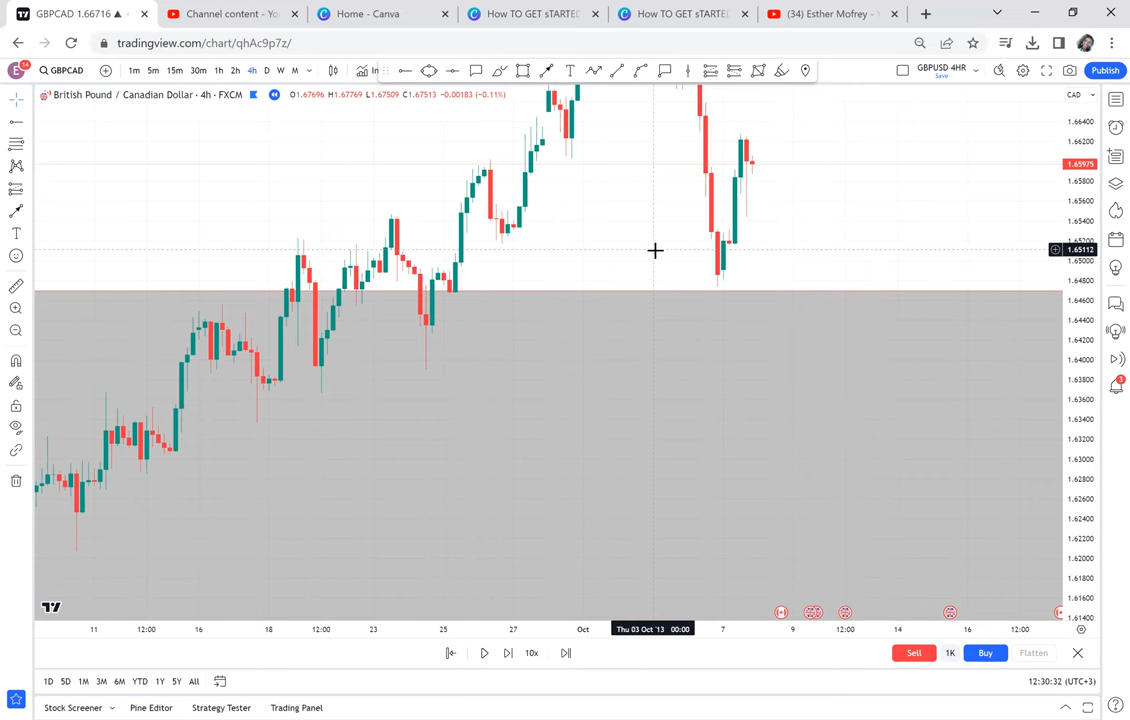 GBPCAD 1.66716 ▲
Channel content - Yo
Home - Canva
How TO GET sTARTED
How TO GET sTARTED
(34) Esther Mofrey - Y
tradingview.com/chart/qhAc9p7z/
E 14
GBPCAD
1m 5m 15m 30m 1h 2h 4h D W M
In
GBPUSD 4HR
Save
Publish
British Pound / Canadian Dollar · 4h · FXCM
O1.67696 H1.67769 L1.67509 C1.67513 −0.00183 (−0.11%)
CAD
1.66400
1.66200
1.65975
1.65800
1.65600
1.65400
1.65112
1.65000
1.64800
1.64600
1.64400
1.64200
1.64000
1.63800
1.63600
1.63400
1.63200
1.63000
1.62800
1.62600
1.62400
1.62200
1.62000
1.61800
1.61600
1.61400
3
11 12:00 16 18 12:00 23 25 27 Oct Thu 03 Oct '13 00:00 7 9 12:00 14 16 12:00
10x
Sell 1K Buy Flatten
1D 5D 1M 3M 6M YTD 1Y 5Y All
12:30:32 (UTC+3)
Stock Screener Pine Editor Strategy Tester Trading Panel